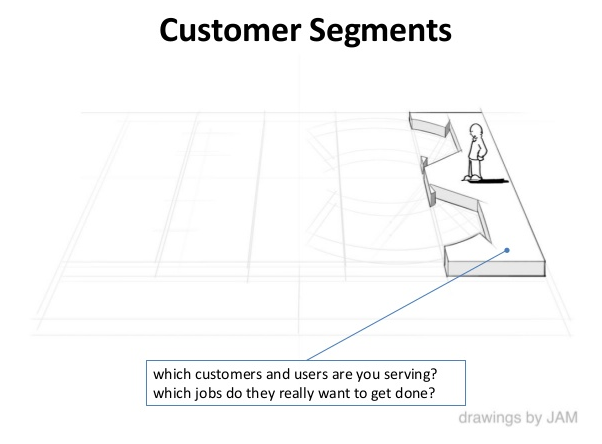 Customer Segments
which customers and users are you serving?
which jobs do they really want to get done?
drawings by JAM